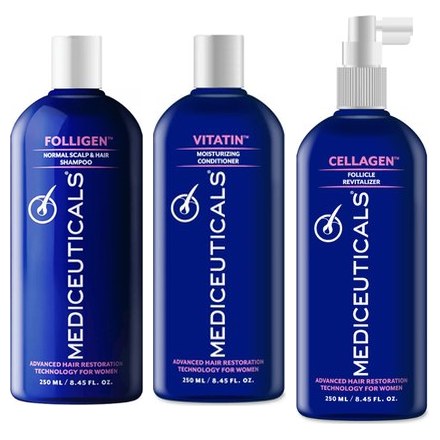 FOLLIGEN™
NORMAL SCALP & HAIR
SHAMPOO
MEDICEUTICALS®
ADVANCED HAIR RESTORATION
TECHNOLOGY FOR WOMEN
250 ML / 8.45 FL. OZ.
VITATIN™
MOISTURIZING
CONDITIONER
MEDICEUTICALS®
ADVANCED HAIR RESTORATION
TECHNOLOGY FOR WOMEN
250 ML / 8.45 FL. OZ.
CELLAGEN™
FOLLICLE
REVITALIZER
MEDICEUTICALS®
ADVANCED HAIR RESTORATION
TECHNOLOGY FOR WOMEN
250 ML / 8.45 FL. OZ.